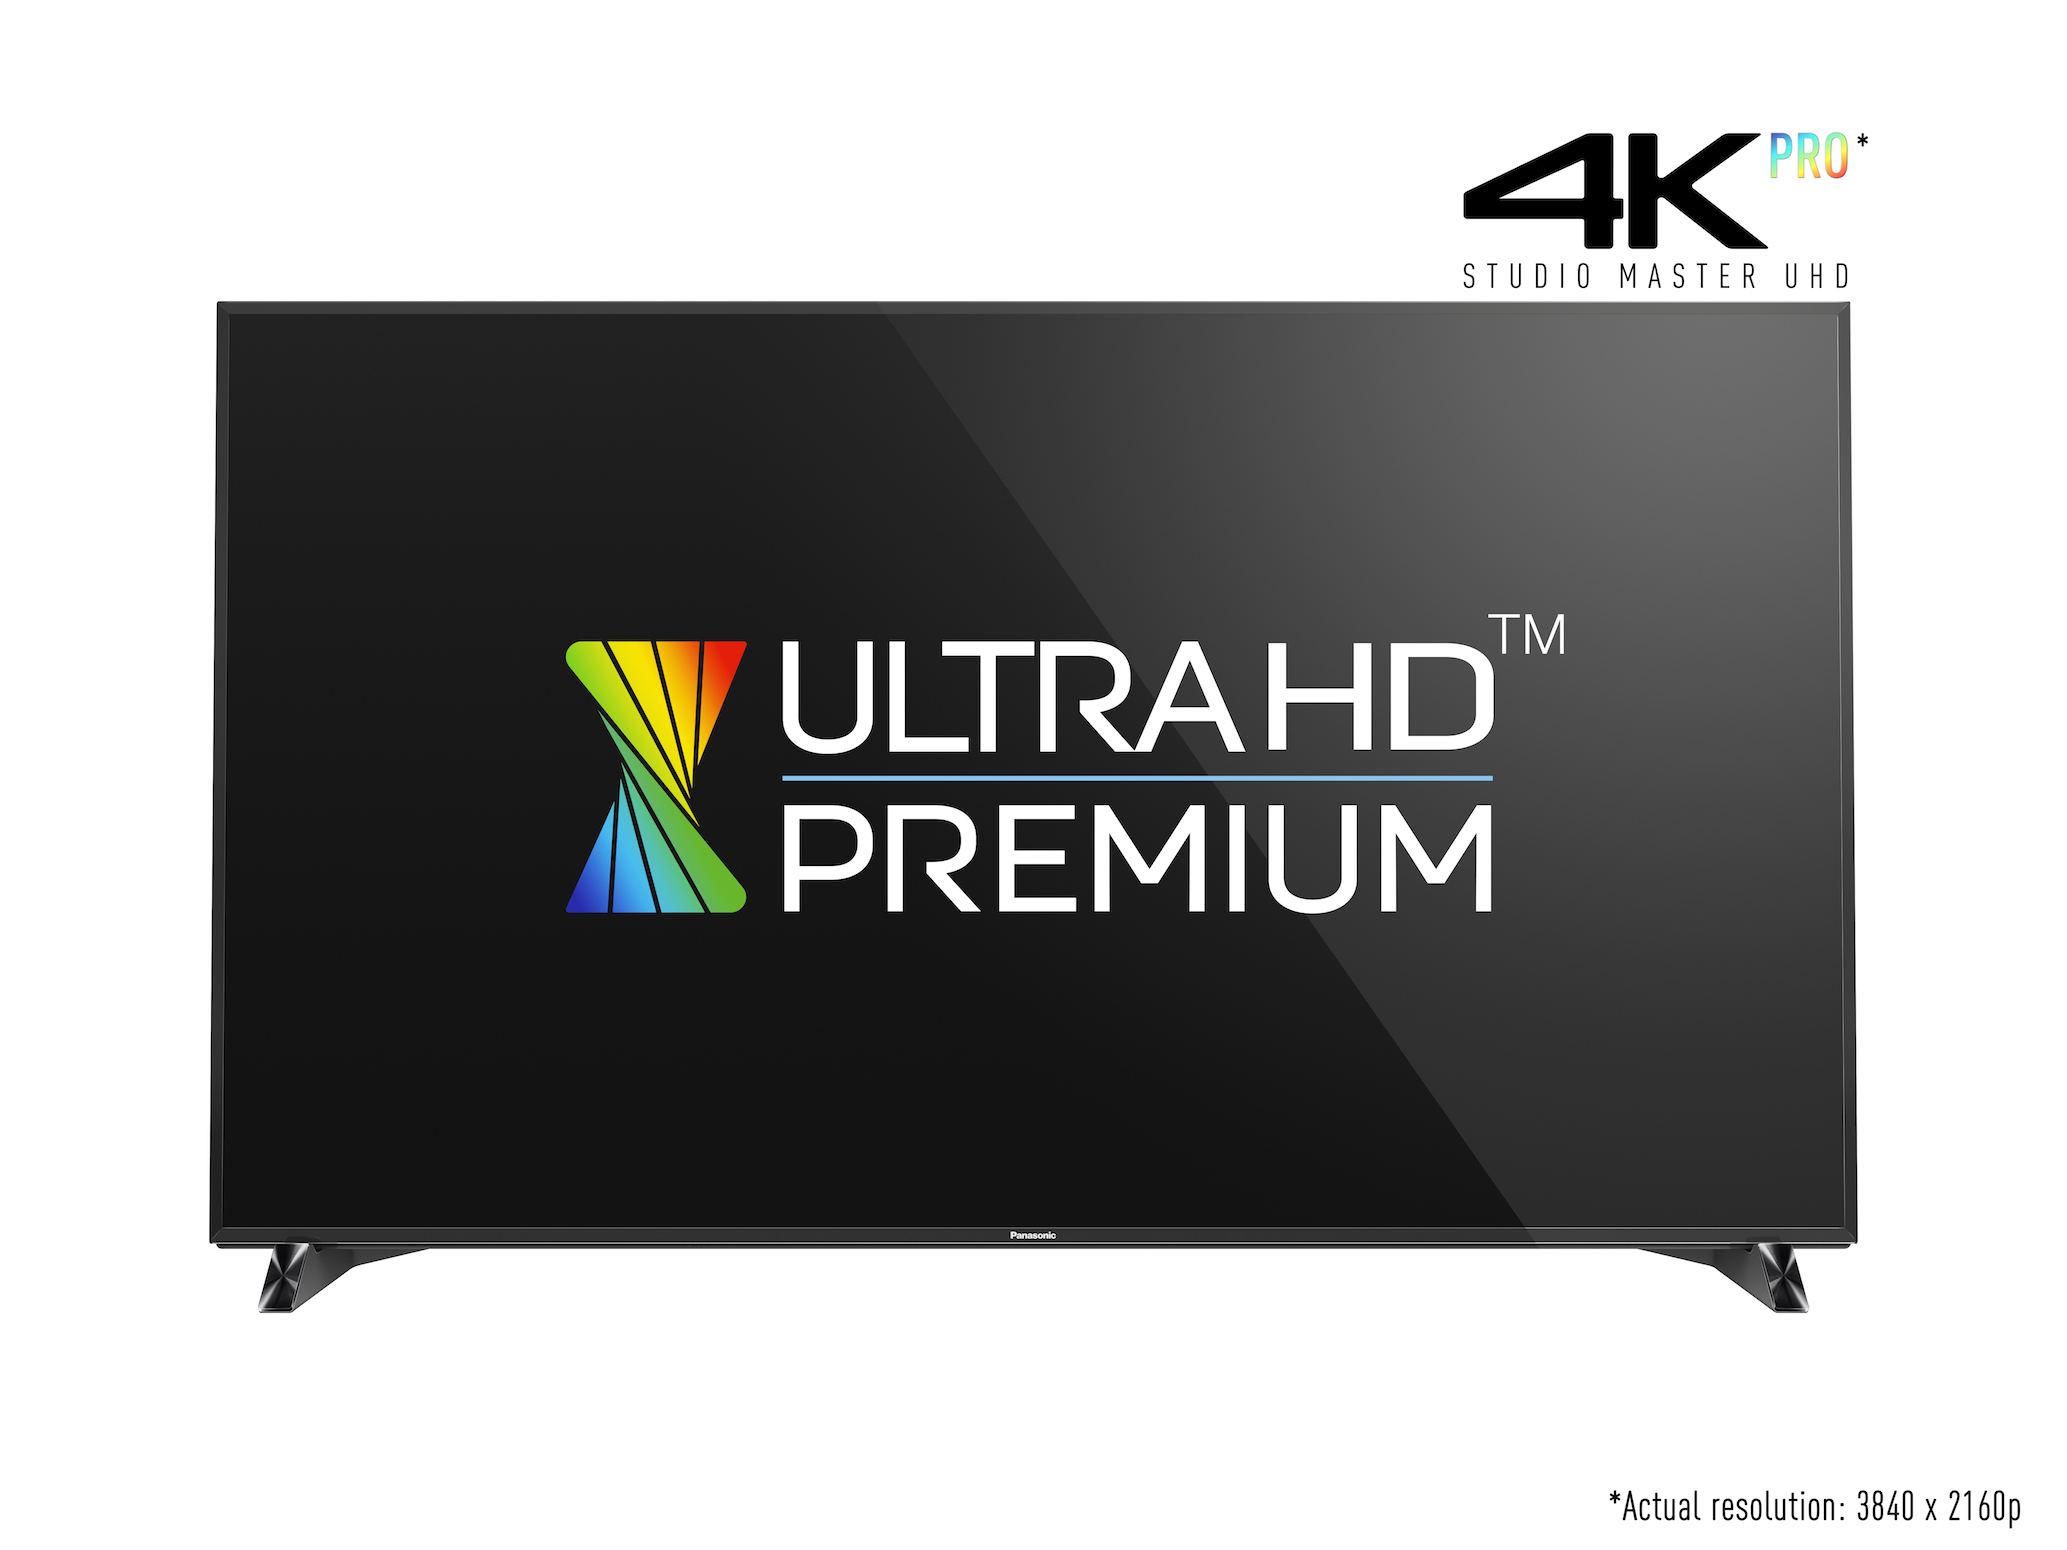 4K PRO*
STUDIO MASTER UHD
ULTRA HD™
PREMIUM
Panasonic
*Actual resolution: 3840 x 2160p